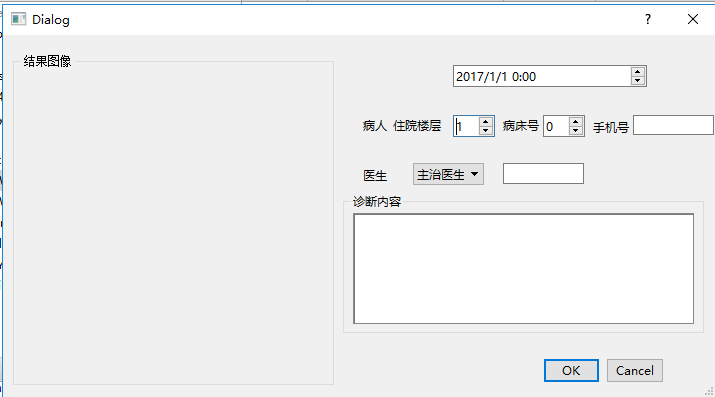 Dialog
结果图像
2017/1/1 0:00
病人 住院楼层 1 病床号 0 手机号
医生 主治医生
诊断内容
OK Cancel